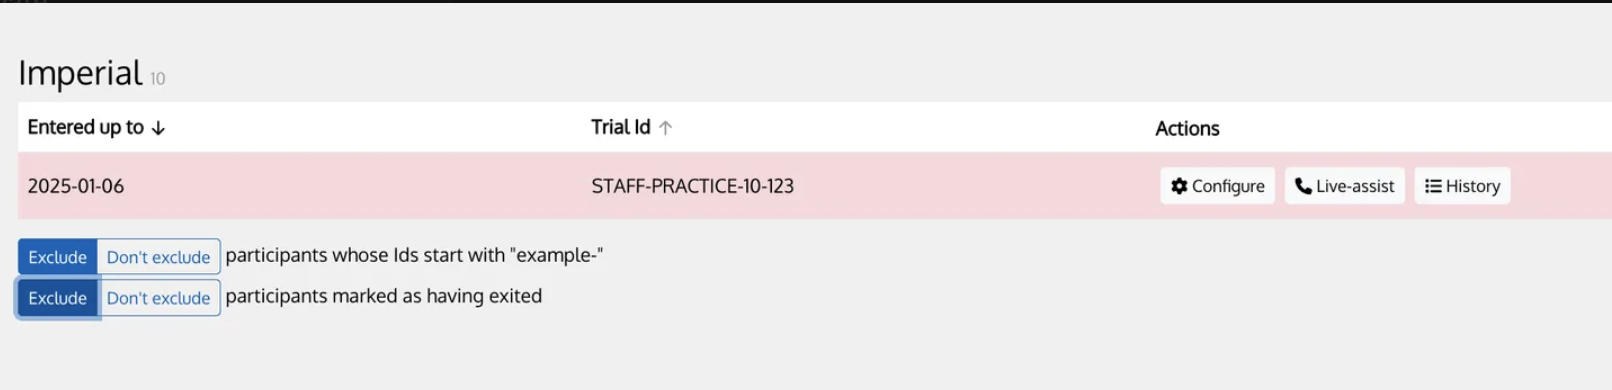 Imperial 10
Entered up to ↓ Trial Id ↑ Actions
2025-01-06 STAFF-PRACTICE-10-123 Configure Live-assist History
Exclude Don't exclude participants whose Ids start with "example-"
Exclude Don't exclude participants marked as having exited